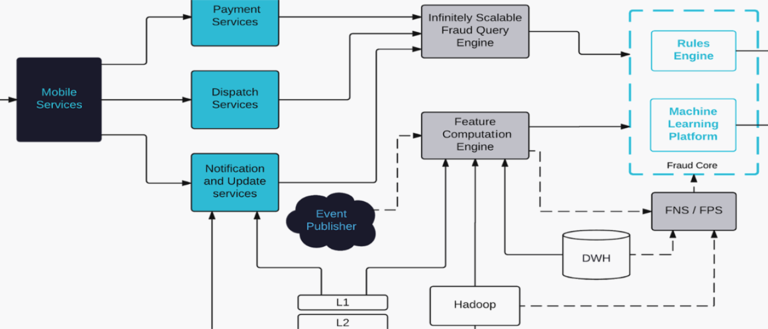 Payment
Services
Infinitely Scalable
Fraud Query
Engine
Rules
Engine
Mobile
Services
Dispatch
Services
Feature
Computation
Engine
Machine
Learning
Platform
Notification
and Update
services
Fraud Core
Event
Publisher
FNS / FPS
DWH
L1
Hadoop
L2